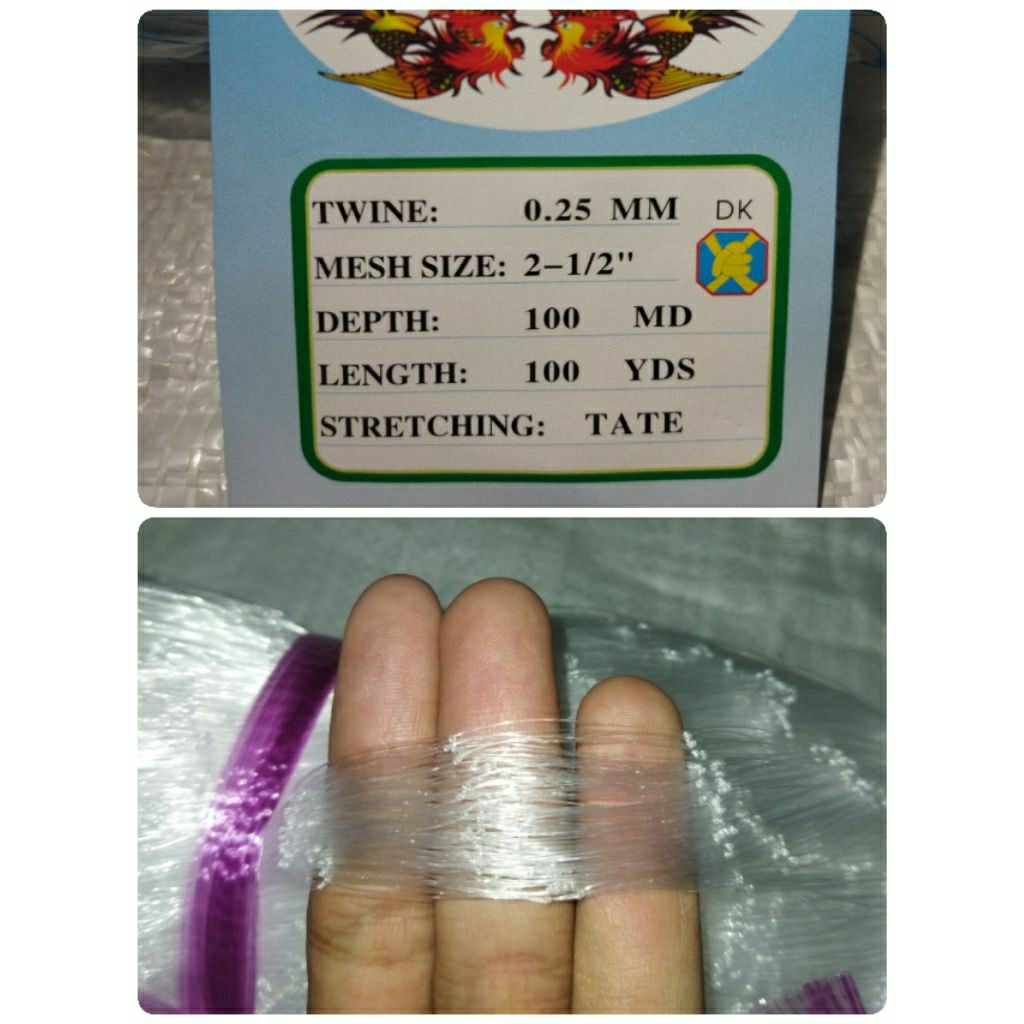 TWINE: 0.25 MM DK
MESH SIZE: 2-1/2"
DEPTH: 100 MD
LENGTH: 100 YDS
STRETCHING: TATE